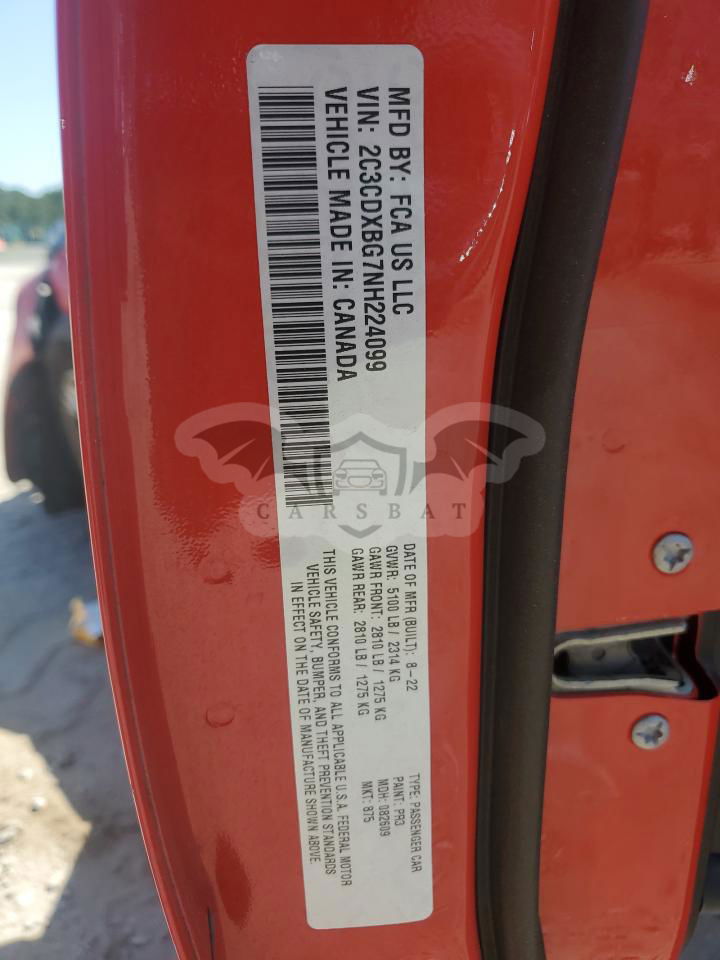 MFD BY: FCA US LLC
VIN: 2C3CDXBG7NH224099
VEHICLE MADE IN: CANADA
DATE OF MFR (BUILT): 8-22
GVWR: 5100 LB / 2314 KG
GAWR FRONT: 2810 LB / 1275 KG
GAWR REAR: 2810 LB / 1275 KG
TYPE: PASSENGER CAR
PAINT: PR3
MDH: 082609
MKT: 875
THIS VEHICLE CONFORMS TO ALL APPLICABLE U.S.A. FEDERAL MOTOR
VEHICLE SAFETY, BUMPER, AND THEFT PREVENTION STANDARDS
IN EFFECT ON THE DATE OF MANUFACTURE SHOWN ABOVE.
CARSBAT